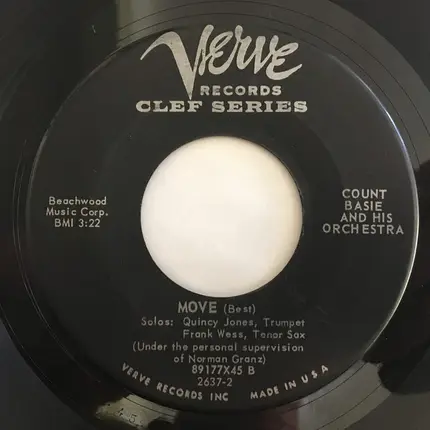 Verve
RECORDS
CLEF SERIES
Beachwood
Music Corp.
BMI 3:22
COUNT
BASIE
AND HIS
ORCHESTRA
MOVE (Best)
Solos: Quincy Jones, Trumpet
Frank Wess, Tenor Sax
(Under the personal supervision
of Norman Granz)
89177X45 B
2637-2
VERVE RECORDS INC MADE IN USA